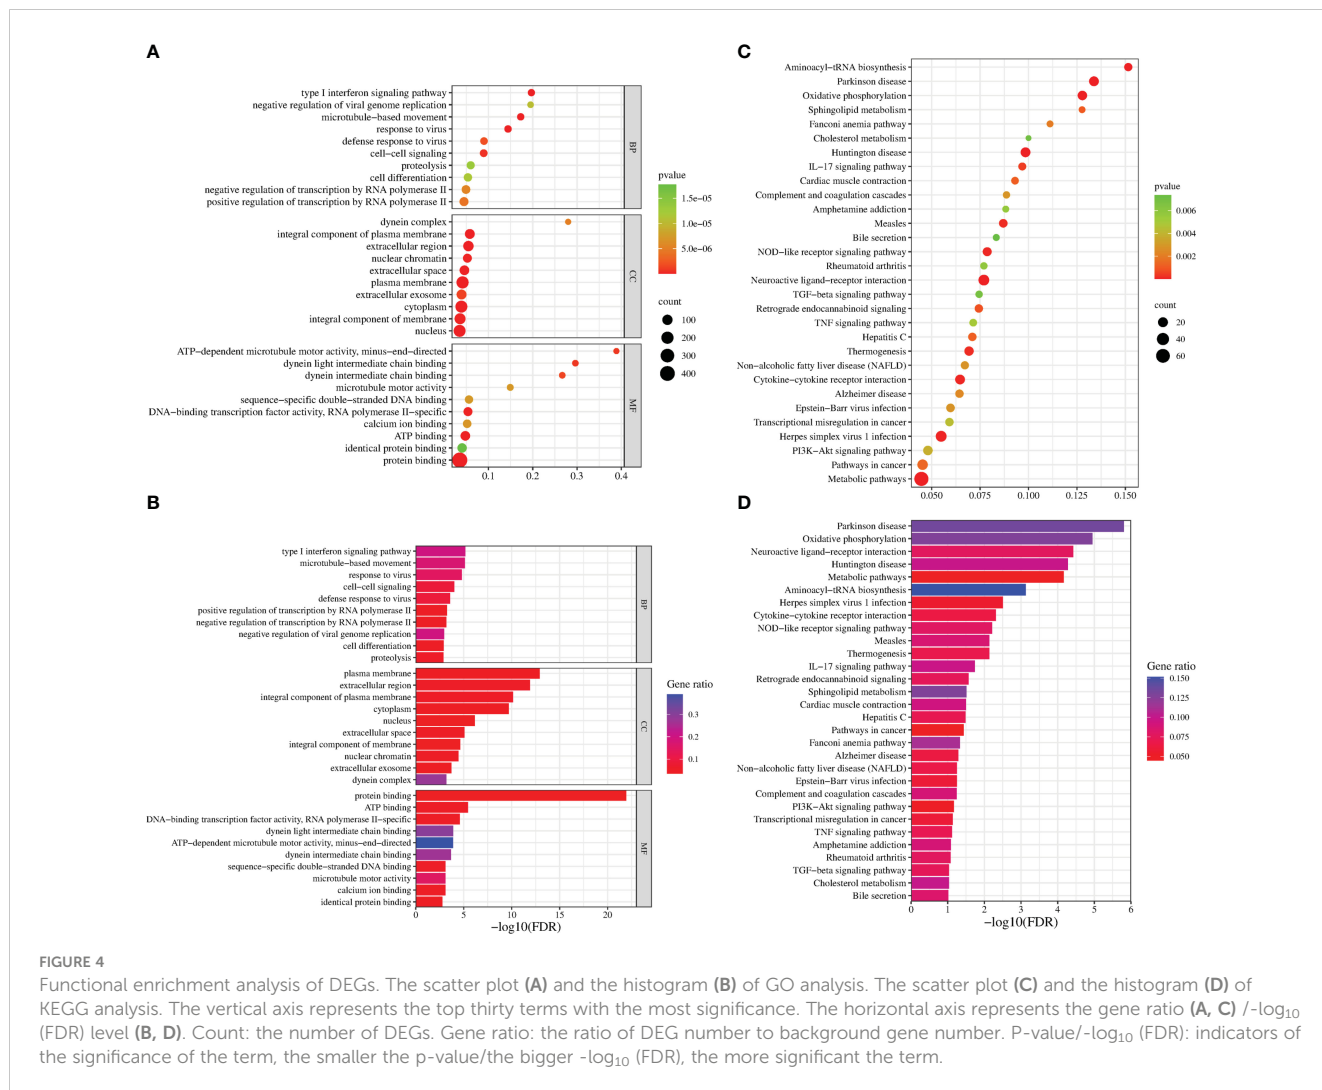 A
type I interferon signaling pathway
negative regulation of viral genome replication
microtubule−based movement
response to virus
defense response to virus
cell−cell signaling
proteolysis
cell differentiation
negative regulation of transcription by RNA polymerase II
positive regulation of transcription by RNA polymerase II
BP
dynein complex
integral component of plasma membrane
extracellular region
nuclear chromatin
extracellular space
plasma membrane
extracellular exosome
cytoplasm
integral component of membrane
nucleus
CC
ATP−dependent microtubule motor activity, minus−end−directed
dynein light intermediate chain binding
dynein intermediate chain binding
microtubule motor activity
sequence−specific double−stranded DNA binding
DNA−binding transcription factor activity, RNA polymerase II−specific
calcium ion binding
ATP binding
identical protein binding
protein binding
MF
0.1 0.2 0.3 0.4
pvalue
1.5e−05
1.0e−05
5.0e−06
count
100
200
300
400
C
Aminoacyl−tRNA biosynthesis
Parkinson disease
Oxidative phosphorylation
Sphingolipid metabolism
Fanconi anemia pathway
Cholesterol metabolism
Huntington disease
IL−17 signaling pathway
Cardiac muscle contraction
Complement and coagulation cascades
Amphetamine addiction
Measles
Bile secretion
NOD−like receptor signaling pathway
Rheumatoid arthritis
Neuroactive ligand−receptor interaction
TGF−beta signaling pathway
Retrograde endocannabinoid signaling
TNF signaling pathway
Hepatitis C
Thermogenesis
Non−alcoholic fatty liver disease (NAFLD)
Cytokine−cytokine receptor interaction
Alzheimer disease
Epstein−Barr virus infection
Transcriptional misregulation in cancer
Herpes simplex virus 1 infection
PI3K−Akt signaling pathway
Pathways in cancer
Metabolic pathways
0.050 0.075 0.100 0.125 0.150
pvalue
0.006
0.004
0.002
count
20
40
60
B
type I interferon signaling pathway
microtubule−based movement
response to virus
cell−cell signaling
defense response to virus
positive regulation of transcription by RNA polymerase II
negative regulation of transcription by RNA polymerase II
negative regulation of viral genome replication
cell differentiation
proteolysis
BP
plasma membrane
extracellular region
integral component of plasma membrane
cytoplasm
nucleus
extracellular space
integral component of membrane
nuclear chromatin
extracellular exosome
dynein complex
CC
protein binding
ATP binding
DNA−binding transcription factor activity, RNA polymerase II−specific
dynein light intermediate chain binding
ATP−dependent microtubule motor activity, minus−end−directed
dynein intermediate chain binding
sequence−specific double−stranded DNA binding
microtubule motor activity
calcium ion binding
identical protein binding
MF
0 5 10 15 20
−log10(FDR)
Gene ratio
0.3
0.2
0.1
D
Parkinson disease
Oxidative phosphorylation
Neuroactive ligand−receptor interaction
Huntington disease
Metabolic pathways
Aminoacyl−tRNA biosynthesis
Herpes simplex virus 1 infection
Cytokine−cytokine receptor interaction
NOD−like receptor signaling pathway
Measles
Thermogenesis
IL−17 signaling pathway
Retrograde endocannabinoid signaling
Sphingolipid metabolism
Cardiac muscle contraction
Hepatitis C
Pathways in cancer
Fanconi anemia pathway
Alzheimer disease
Non−alcoholic fatty liver disease (NAFLD)
Epstein−Barr virus infection
Complement and coagulation cascades
PI3K−Akt signaling pathway
Transcriptional misregulation in cancer
TNF signaling pathway
Amphetamine addiction
Rheumatoid arthritis
TGF−beta signaling pathway
Cholesterol metabolism
Bile secretion
0 1 2 3 4 5 6
−log10(FDR)
Gene ratio
0.150
0.125
0.100
0.075
0.050
FIGURE 4
Functional enrichment analysis of DEGs. The scatter plot (A) and the histogram (B) of GO analysis. The scatter plot (C) and the histogram (D) of
KEGG analysis. The vertical axis represents the top thirty terms with the most significance. The horizontal axis represents the gene ratio (A, C) /-log₁₀
(FDR) level (B, D). Count: the number of DEGs. Gene ratio: the ratio of DEG number to background gene number. P-value/-log₁₀ (FDR): indicators of
the significance of the term, the smaller the p-value/the bigger -log₁₀ (FDR), the more significant the term.